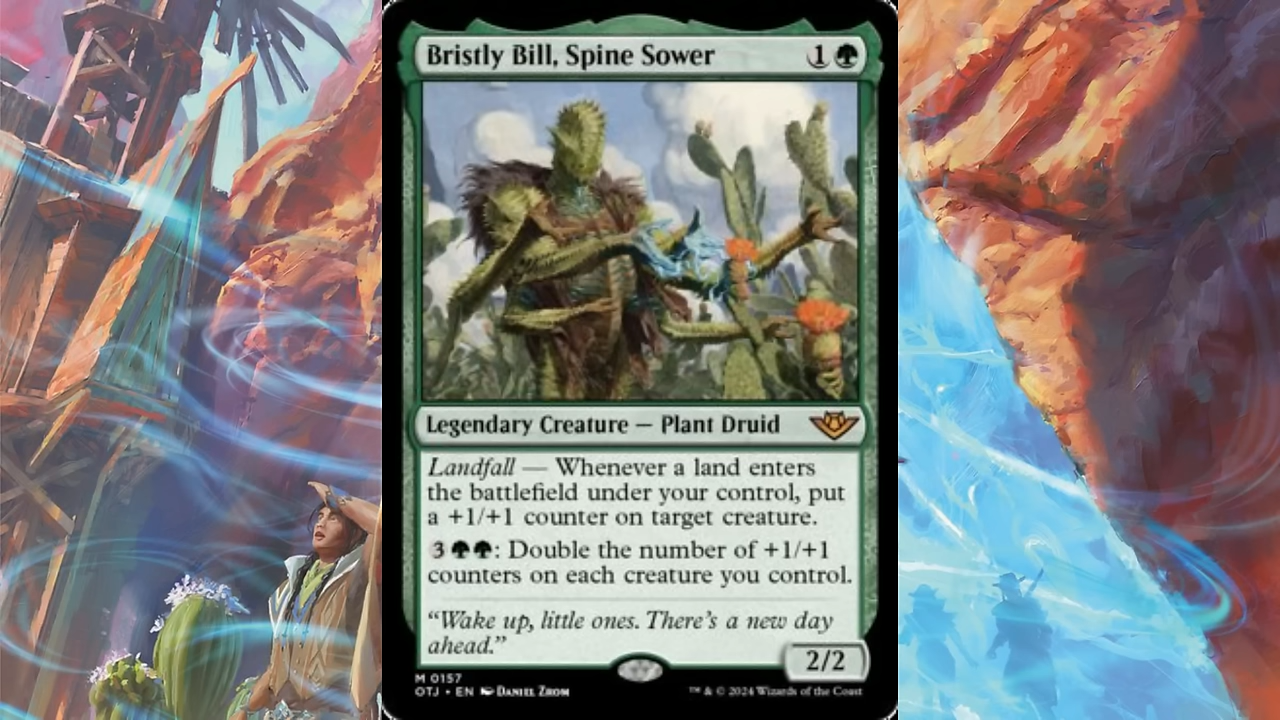 Bristly Bill, Spine Sower 1
Legendary Creature — Plant Druid
Landfall — Whenever a land enters
the battlefield under your control, put
a +1/+1 counter on target creature.
3: Double the number of +1/+1
counters on each creature you control.
“Wake up, little ones. There’s a new day
ahead.”
2/2
M 0157
OTJ • EN DANIEL ZROM
™ & © 2024 Wizards of the Coast